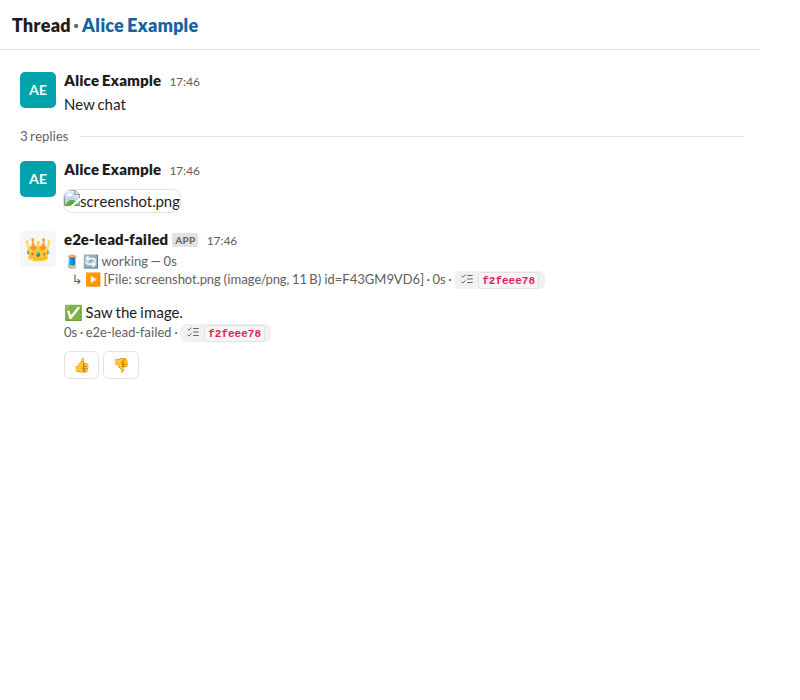 Thread • Alice Example
AE
Alice Example 17:46
New chat
3 replies
AE
Alice Example 17:46
screenshot.png
e2e-lead-failed APP 17:46
🧵 🔄 working — 0s
↳ ▶️ [File: screenshot.png (image/png, 11 B) id=F43GM9VD6] · 0s · f2feee78
✅ Saw the image.
0s · e2e-lead-failed · f2feee78
👍 👎